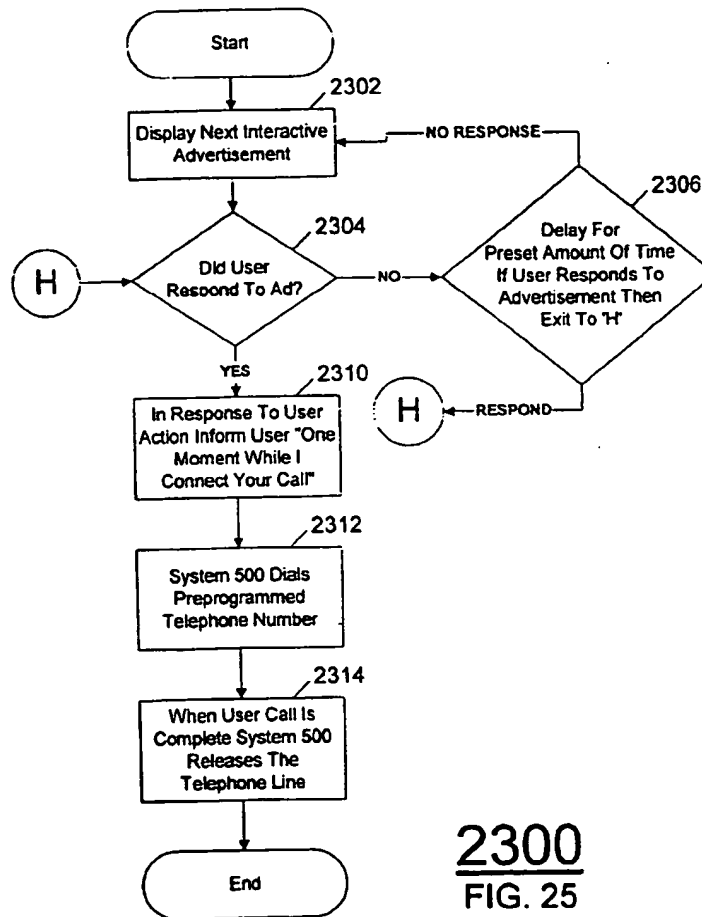 Start
2302
Display Next Interactive
Advertisement
NO RESPONSE
2306
2304
Delay For
Preset Amount Of Time
If User Responds To
Advertisement Then
Exit To "H"
H
Did User
Respond To Ad?
NO
YES
2310
H
RESPOND
In Response To User
Action Inform User "One
Moment While I
Connect Your Call"
2312
System 500 Dials
Preprogrammed
Telephone Number
2314
When User Call Is
Complete System 500
Releases The
Telephone Line
End
2300
FIG. 25